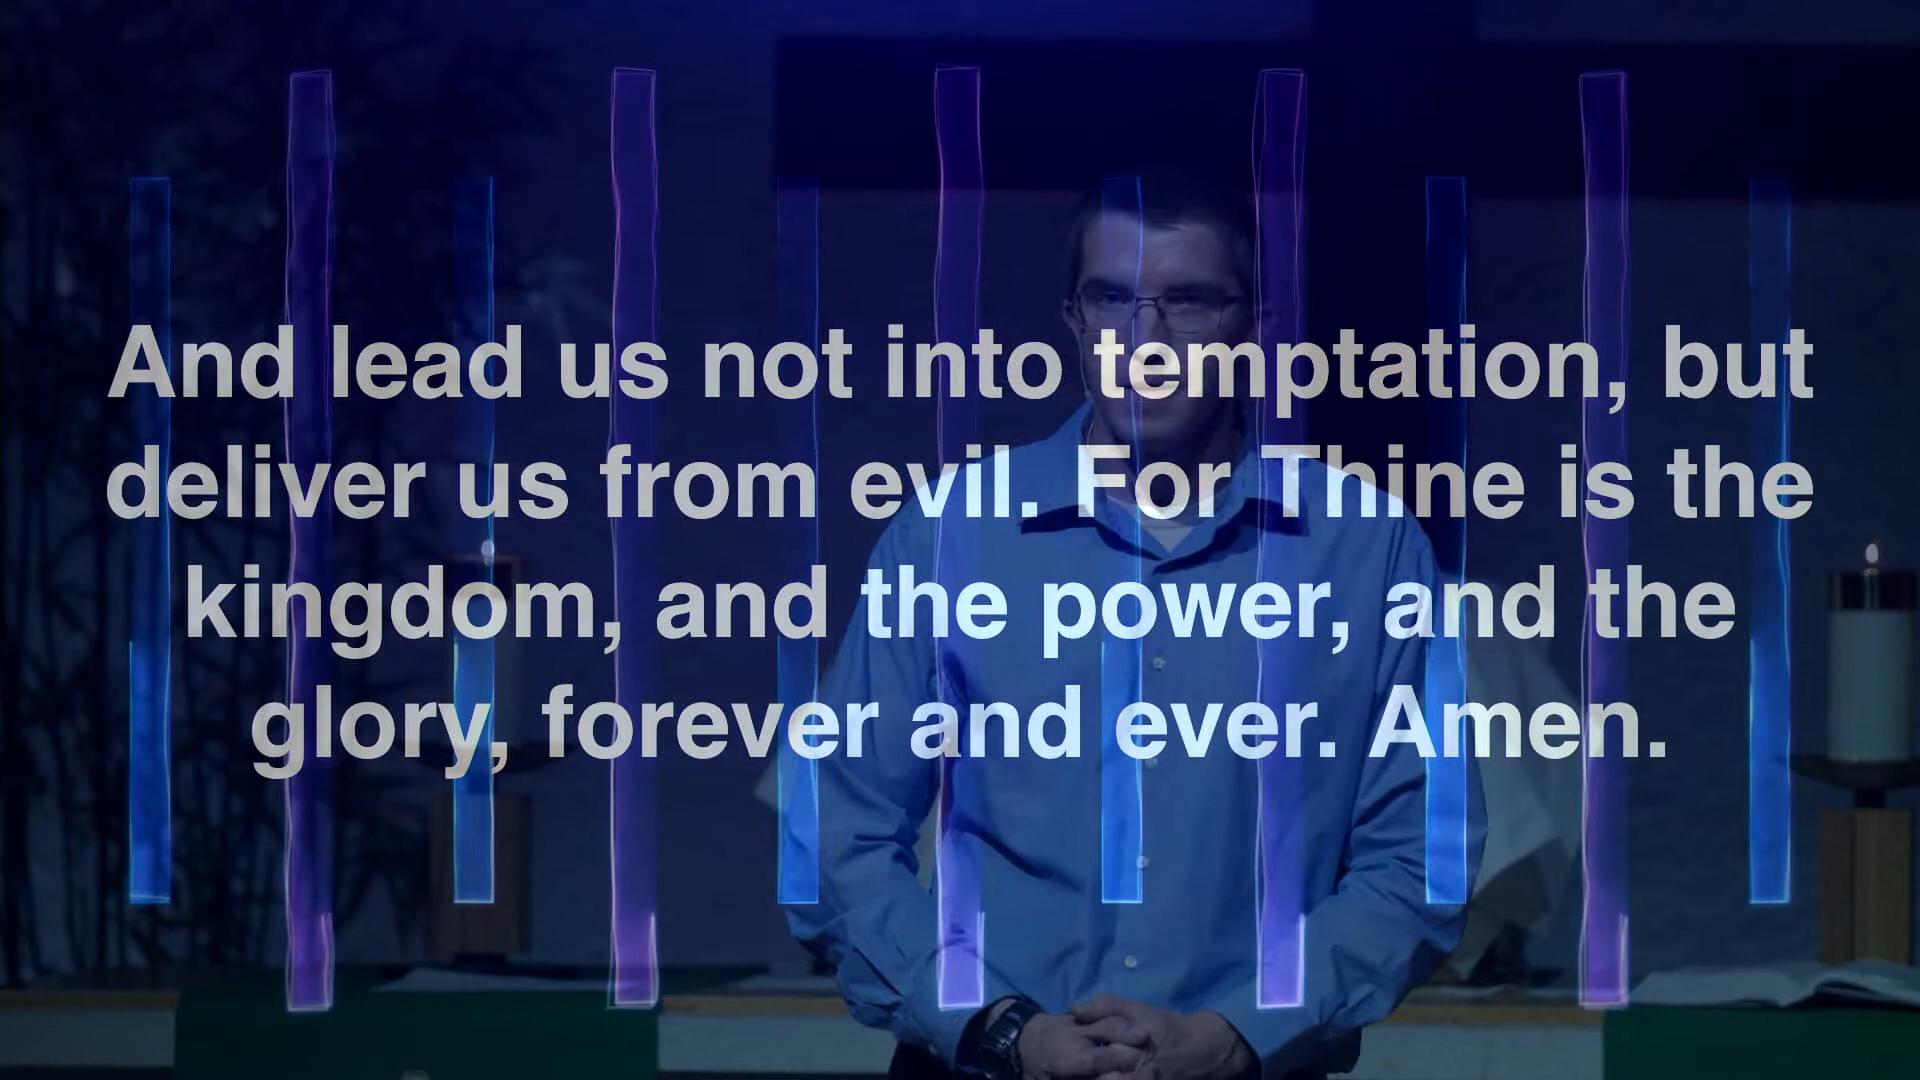 And lead us not into temptation, but
deliver us from evil. For Thine is the
kingdom, and the power, and the
glory, forever and ever. Amen.